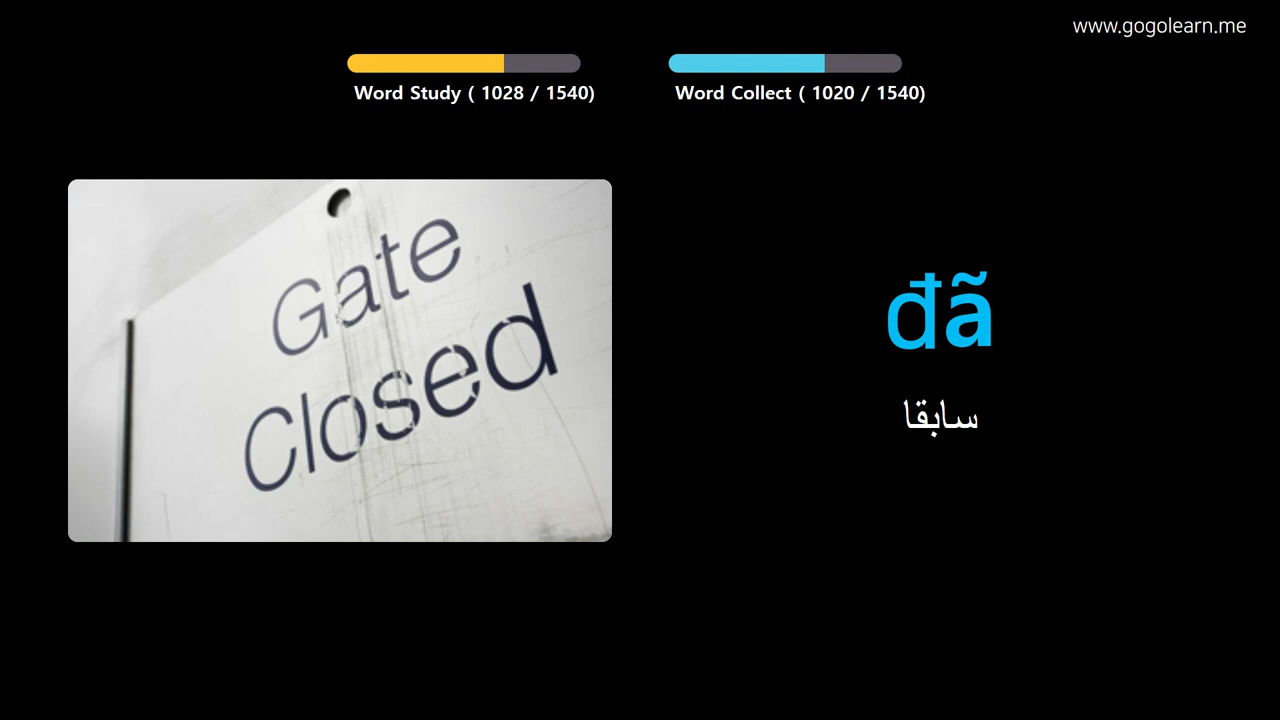 www.gogolearn.me
Word Study ( 1028 / 1540)
Word Collect ( 1020 / 1540)
Gate
Closed
đã
سابقا